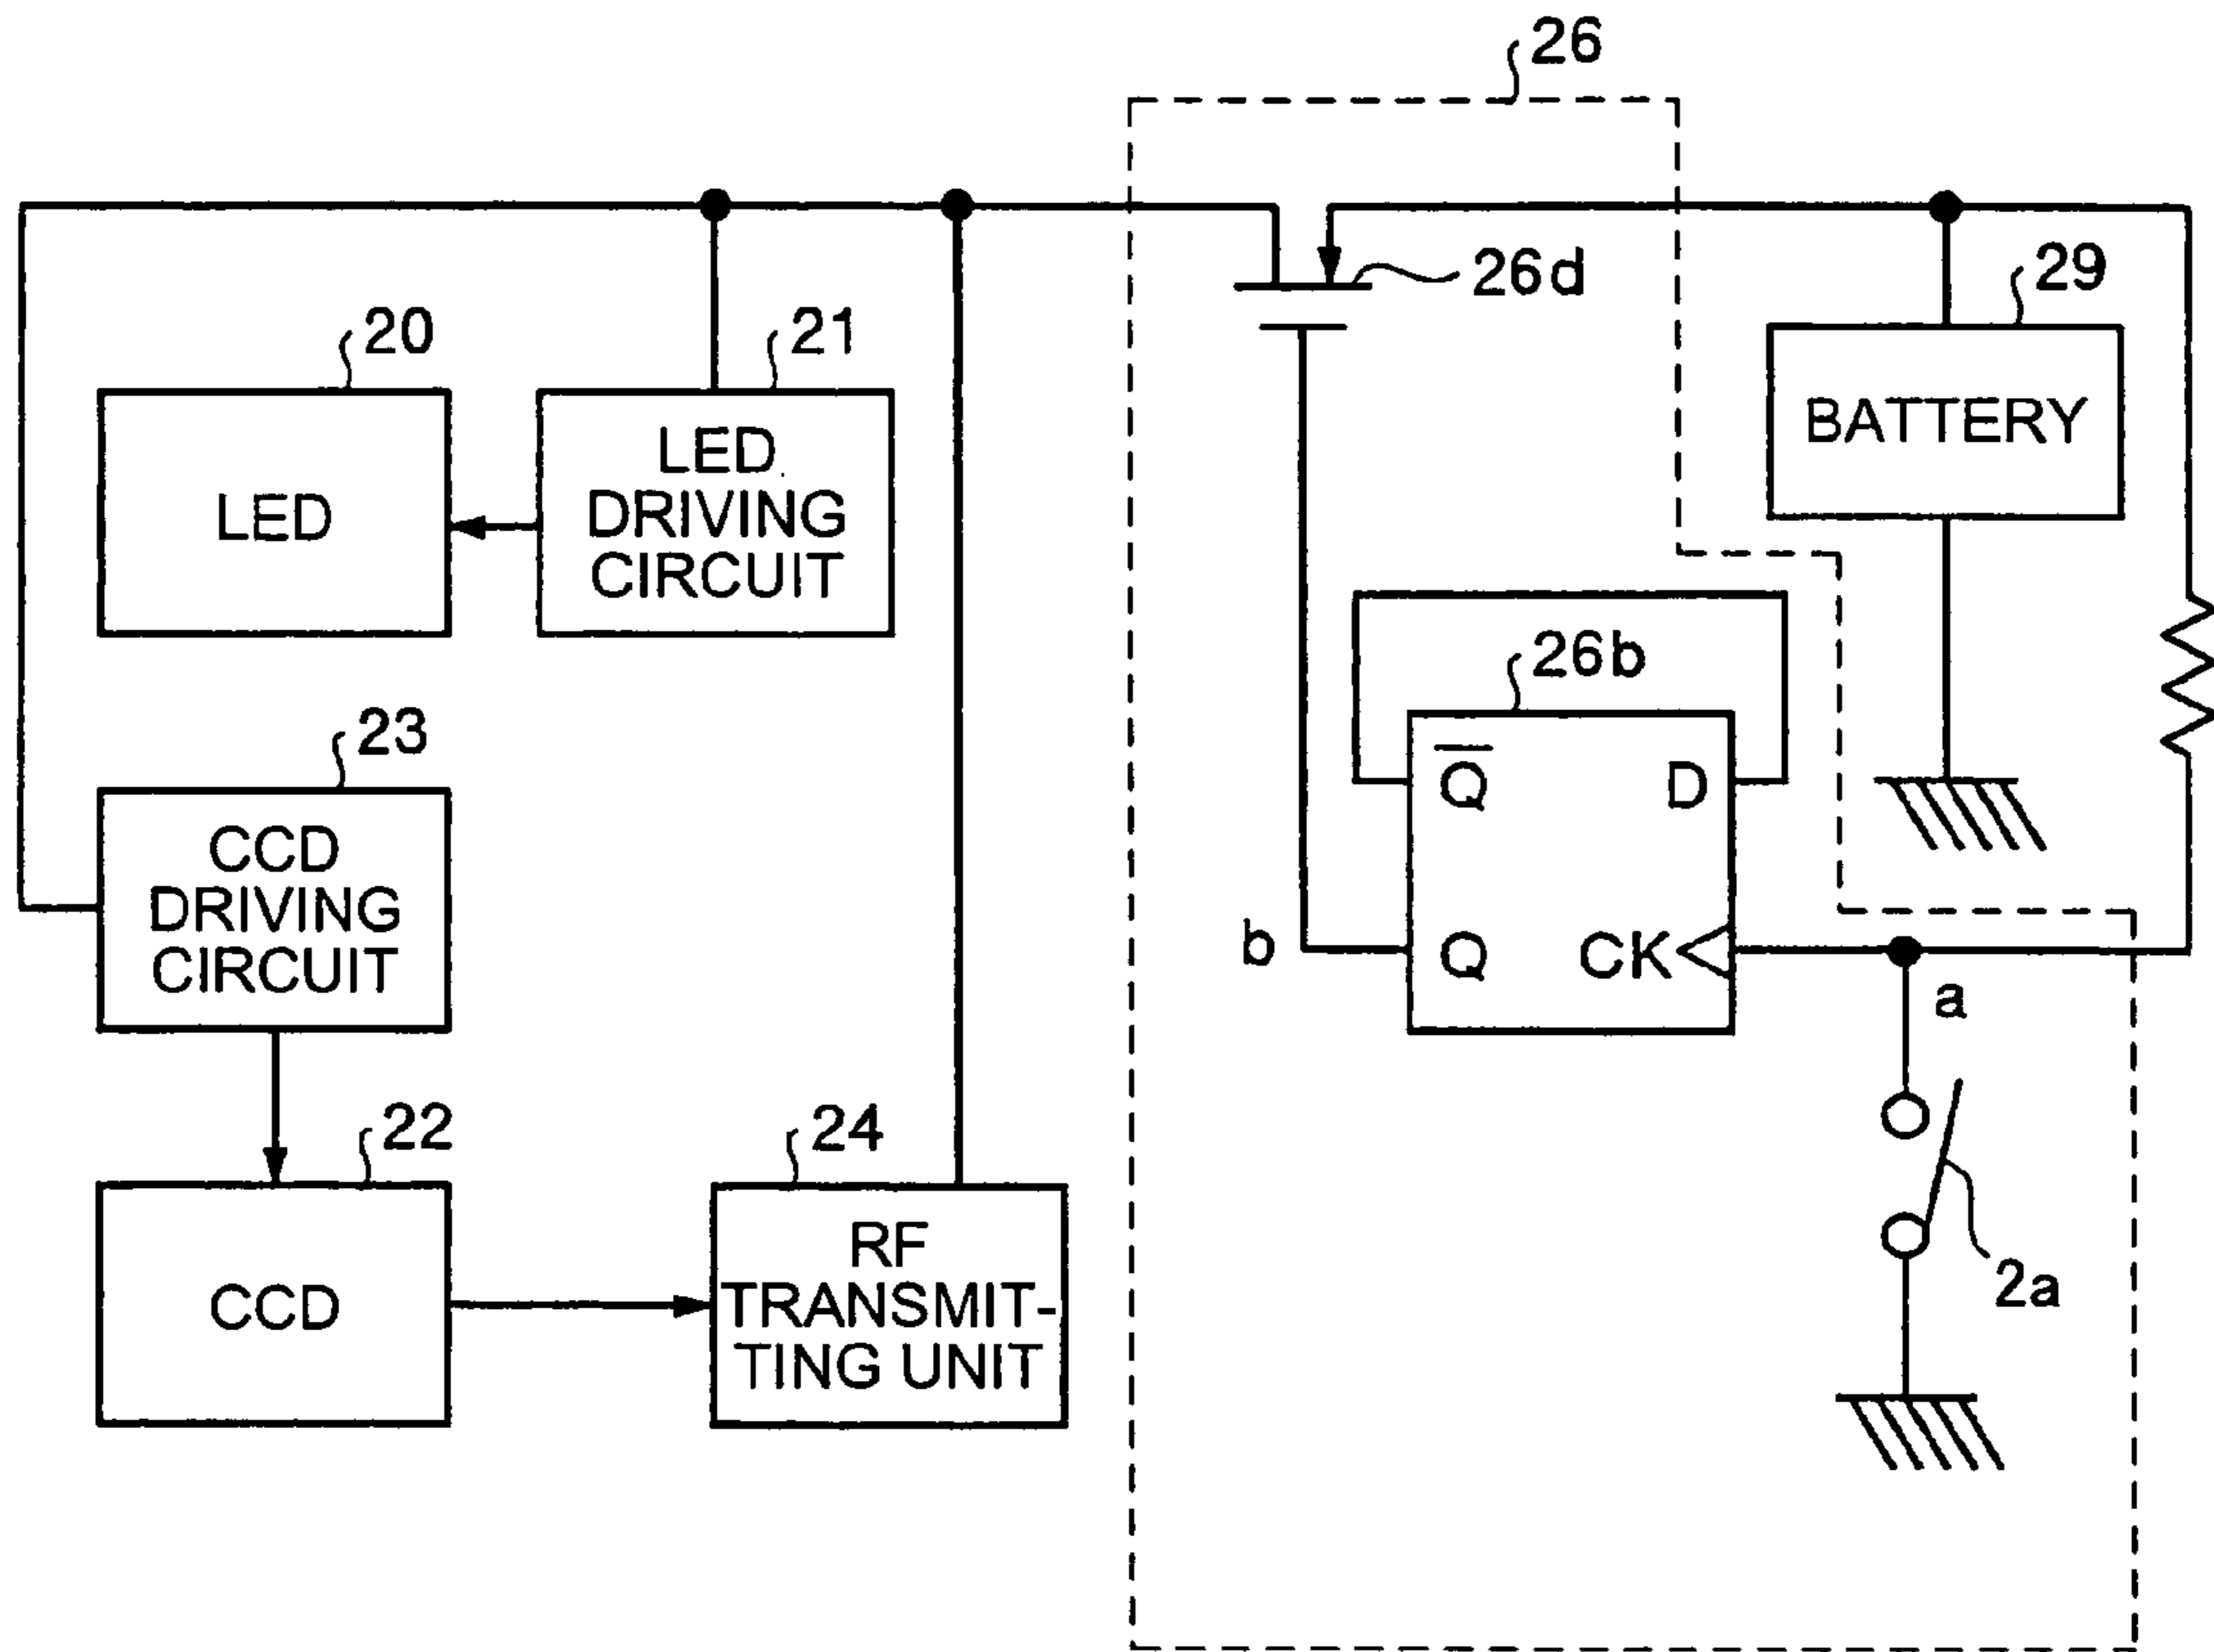 26
26d
29
BATTERY
20
LED
21
LED
DRIVING
CIRCUIT
26b
Q̅
D
Q
CK
b
a
2a
23
CCD
DRIVING
CIRCUIT
22
CCD
24
RF
TRANSMIT-
TING UNIT